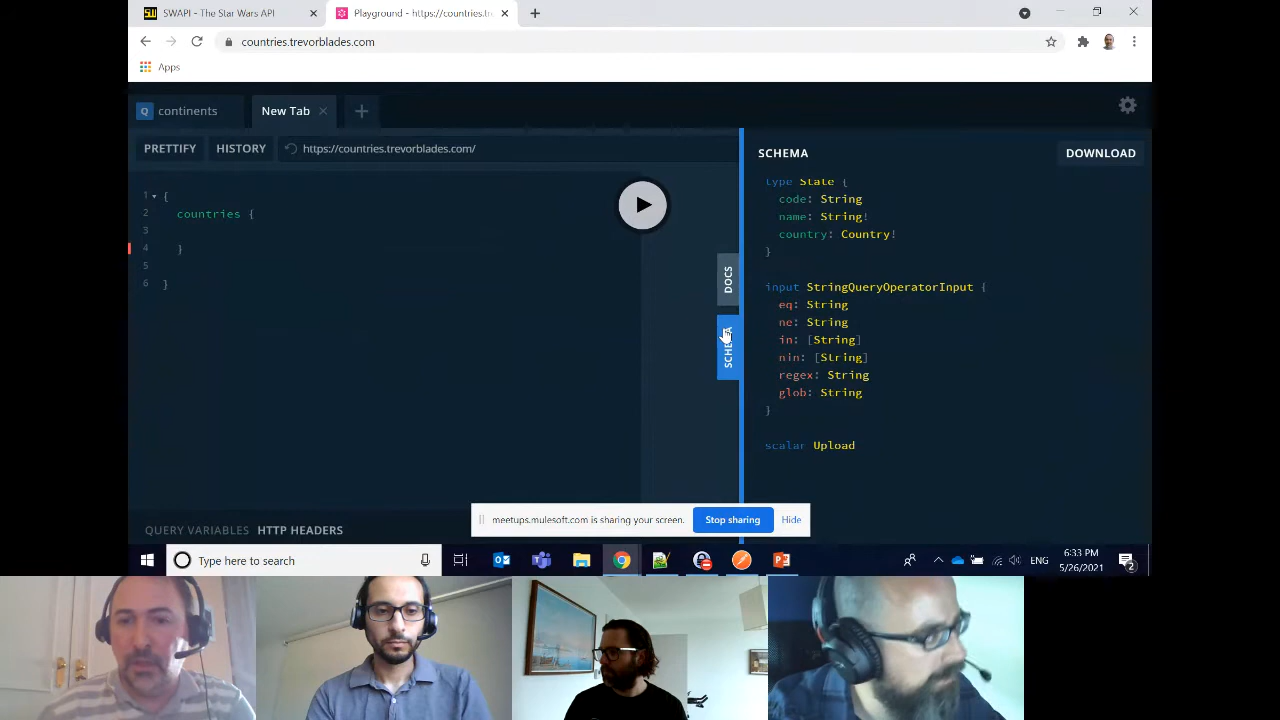 SWAPI - The Star Wars API
Playground - https://countries.tr
countries.trevorblades.com
Apps
Q continents
New Tab
PRETTIFY
HISTORY
https://countries.trevorblades.com/
1 {
2 countries {
3
4 }
5
6 }
DOCS
SCHEMA
SCHEMA
DOWNLOAD
type State {
code: String
name: String!
country: Country!
}
input StringQueryOperatorInput {
eq: String
ne: String
in: [String]
nin: [String]
regex: String
glob: String
}
scalar Upload
QUERY VARIABLES
HTTP HEADERS
meetups.mulesoft.com is sharing your screen.
Stop sharing
Hide
Type here to search
ENG
6:33 PM
5/26/2021
2